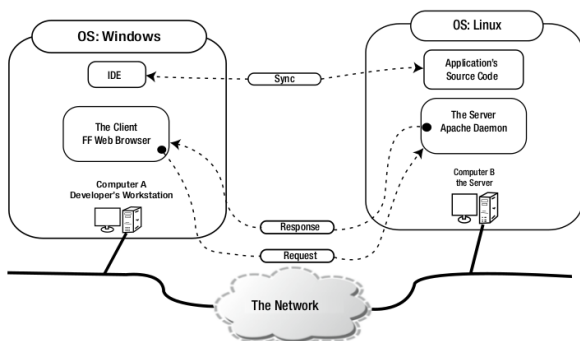 OS: Windows
IDE
The Client
FF Web Browser
Computer A
Developer's Workstation
Sync
Response
Request
The Network
OS: Linux
Application's
Source Code
The Server
Apache Daemon
Computer B
the Server